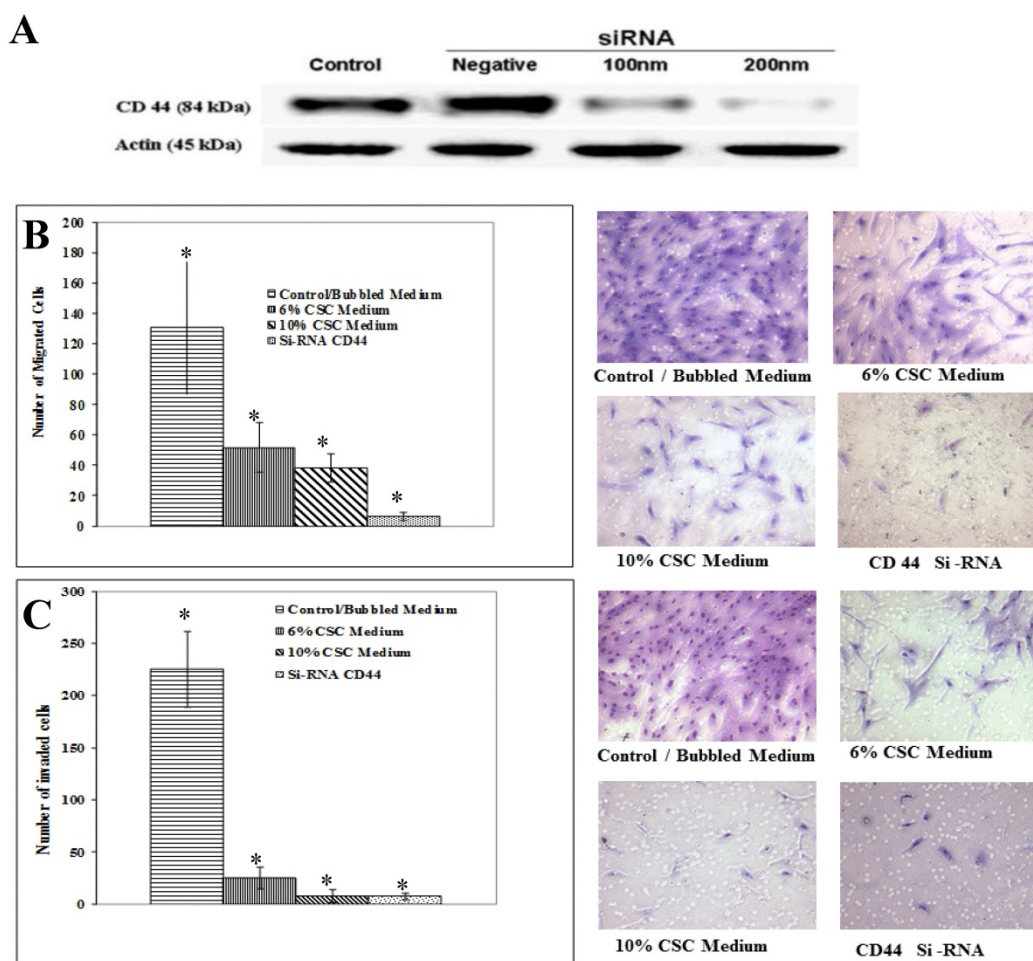 A
siRNA
Control Negative 100nm 200nm
CD 44 (84 kDa)
Actin (45 kDa)
B
200
180
160
140
120
100
80
60
40
20
0
Number of Migrated Cells
*
*
*
*
Control/Bubbled Medium
6% CSC Medium
10% CSC Medium
Si-RNA CD44
Control / Bubbled Medium
6% CSC Medium
10% CSC Medium
CD 44 Si -RNA
C
300
250
200
150
100
50
0
Number of invaded cells
*
*
*
*
Control/Bubbled Medium
6% CSC Medium
10% CSC Medium
Si-RNA CD44
Control / Bubbled Medium
6% CSC Medium
10% CSC Medium
CD44 Si -RNA